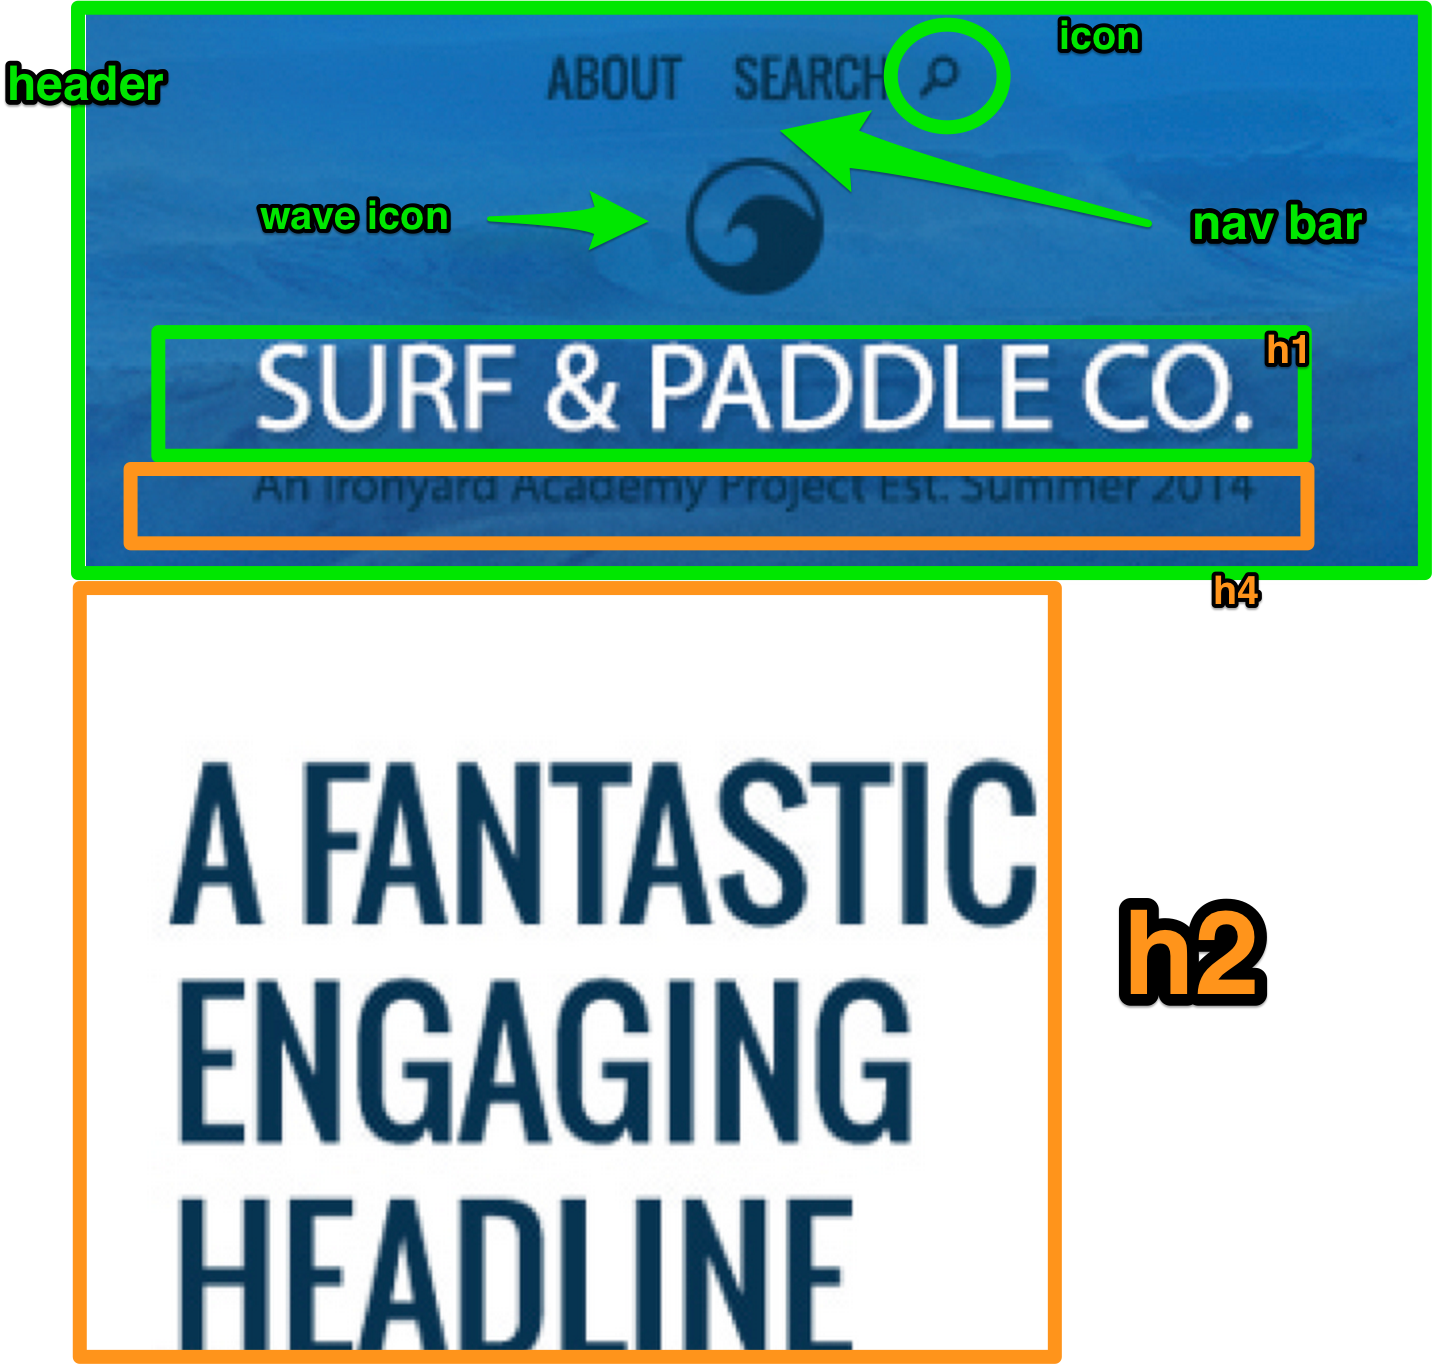 icon
header
ABOUT SEARCH
wave icon
nav bar
h1
SURF & PADDLE CO.
An Ironyard Academy Project Est. Summer 2014
h4
A FANTASTIC
h2
ENGAGING
HEADLINE